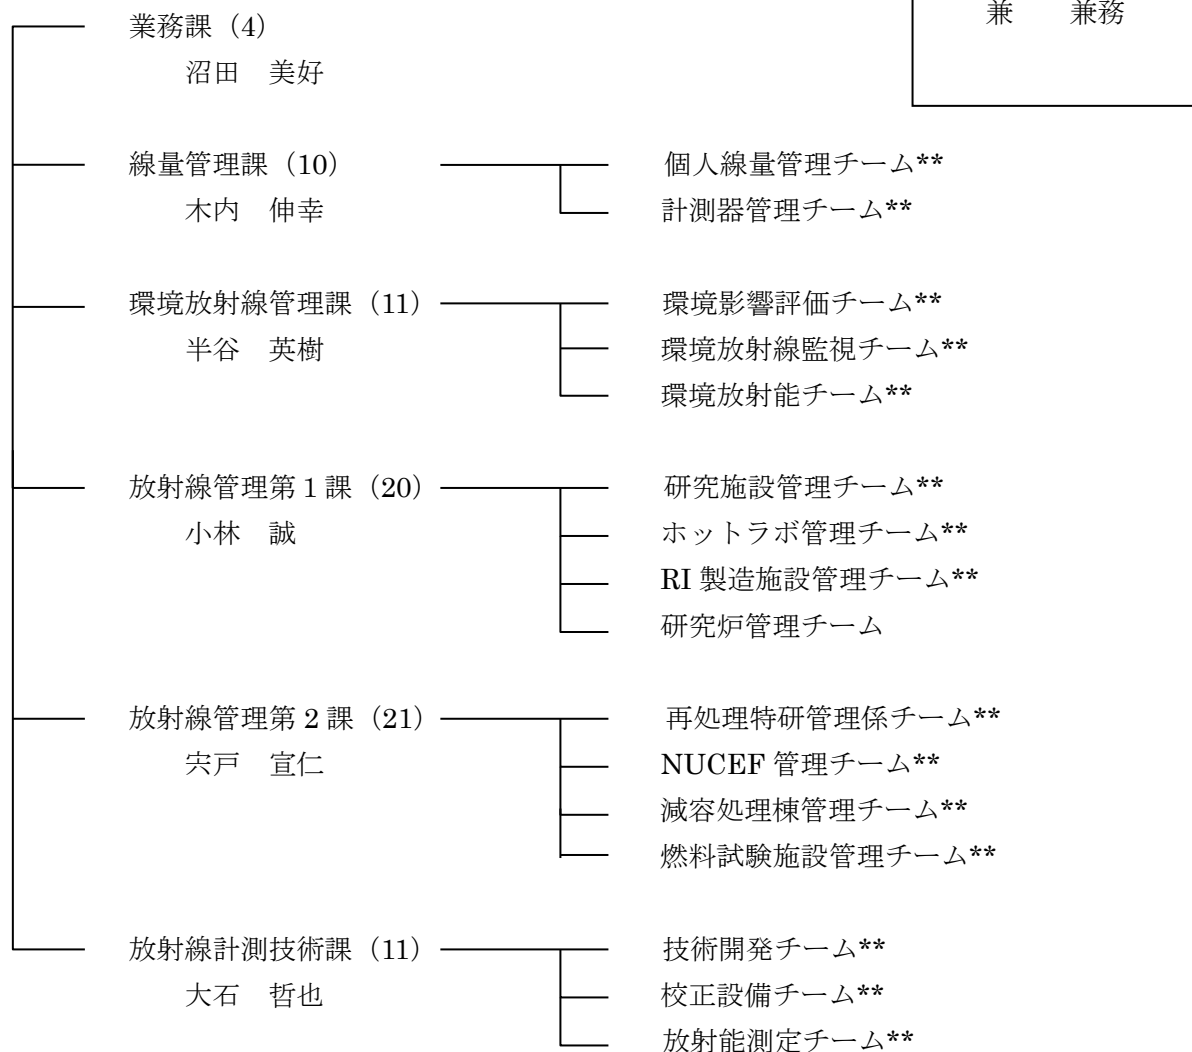 兼　兼務
業務課（4）
沼田　美好
線量管理課（10）　個人線量管理チーム**
木内　伸幸　計測器管理チーム**
環境放射線管理課（11）　環境影響評価チーム**
半谷　英樹　環境放射線監視チーム**
環境放射能チーム**
放射線管理第1課（20）　研究施設管理チーム**
小林　誠　ホットラボ管理チーム**
RI製造施設管理チーム**
研究炉管理チーム
放射線管理第2課（21）　再処理特研管理係チーム**
宍戸　宣仁　NUCEF管理チーム**
減容処理棟管理チーム**
燃料試験施設管理チーム**
放射線計測技術課（11）　技術開発チーム**
大石　哲也　校正設備チーム**
放射能測定チーム**